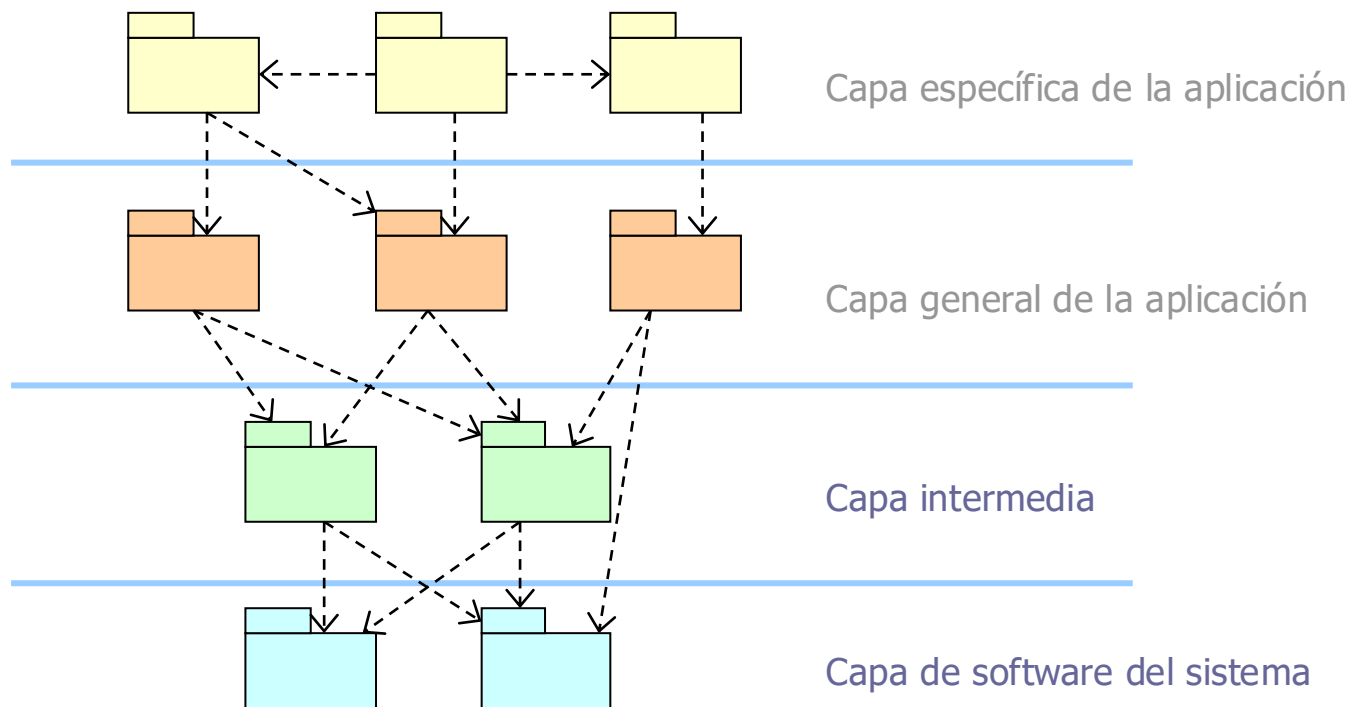 Capa específica de la aplicación
Capa general de la aplicación
Capa intermedia
Capa de software del sistema